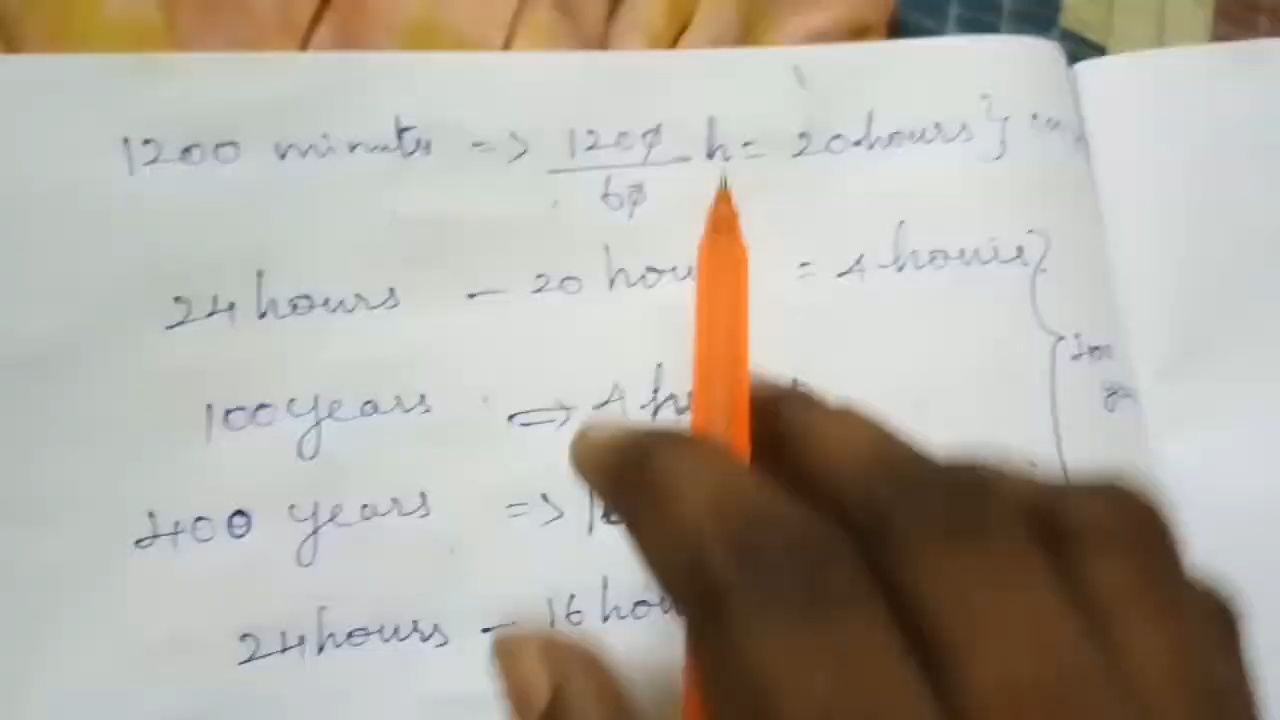 1200 minutes => 1200/60 h = 20 hours }
24 hours - 20 hou = 4 hours }
100 years => 4 h
400 years => 16
24 hours - 16 hou